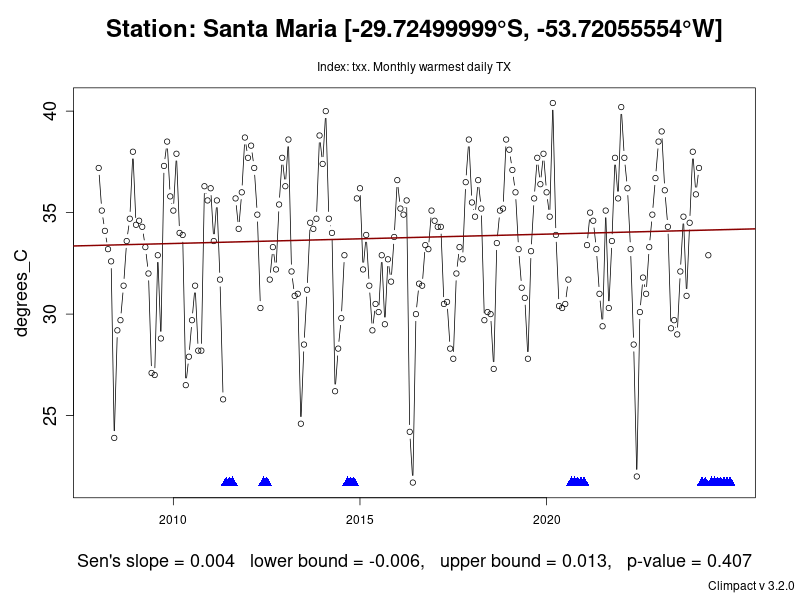 Station: Santa Maria [-29.72499999°S, -53.72055554°W]
Index: txx. Monthly warmest daily TX
degrees_C
40
35
30
25
2010 2015 2020
Sen's slope = 0.004 lower bound = -0.006, upper bound = 0.013, p-value = 0.407
Climpact v 3.2.0